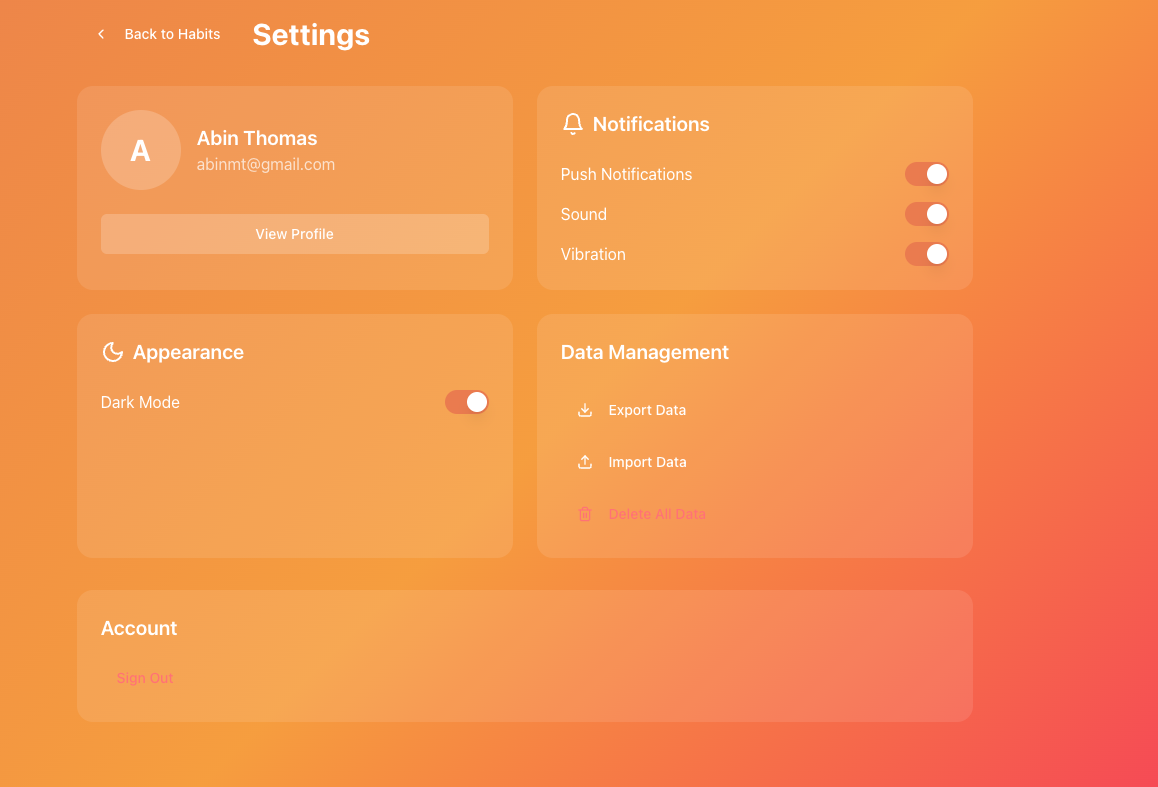 Back to Habits
Settings
A
Abin Thomas
abinmt@gmail.com
View Profile
Notifications
Push Notifications
Sound
Vibration
Appearance
Dark Mode
Data Management
Export Data
Import Data
Delete All Data
Account
Sign Out